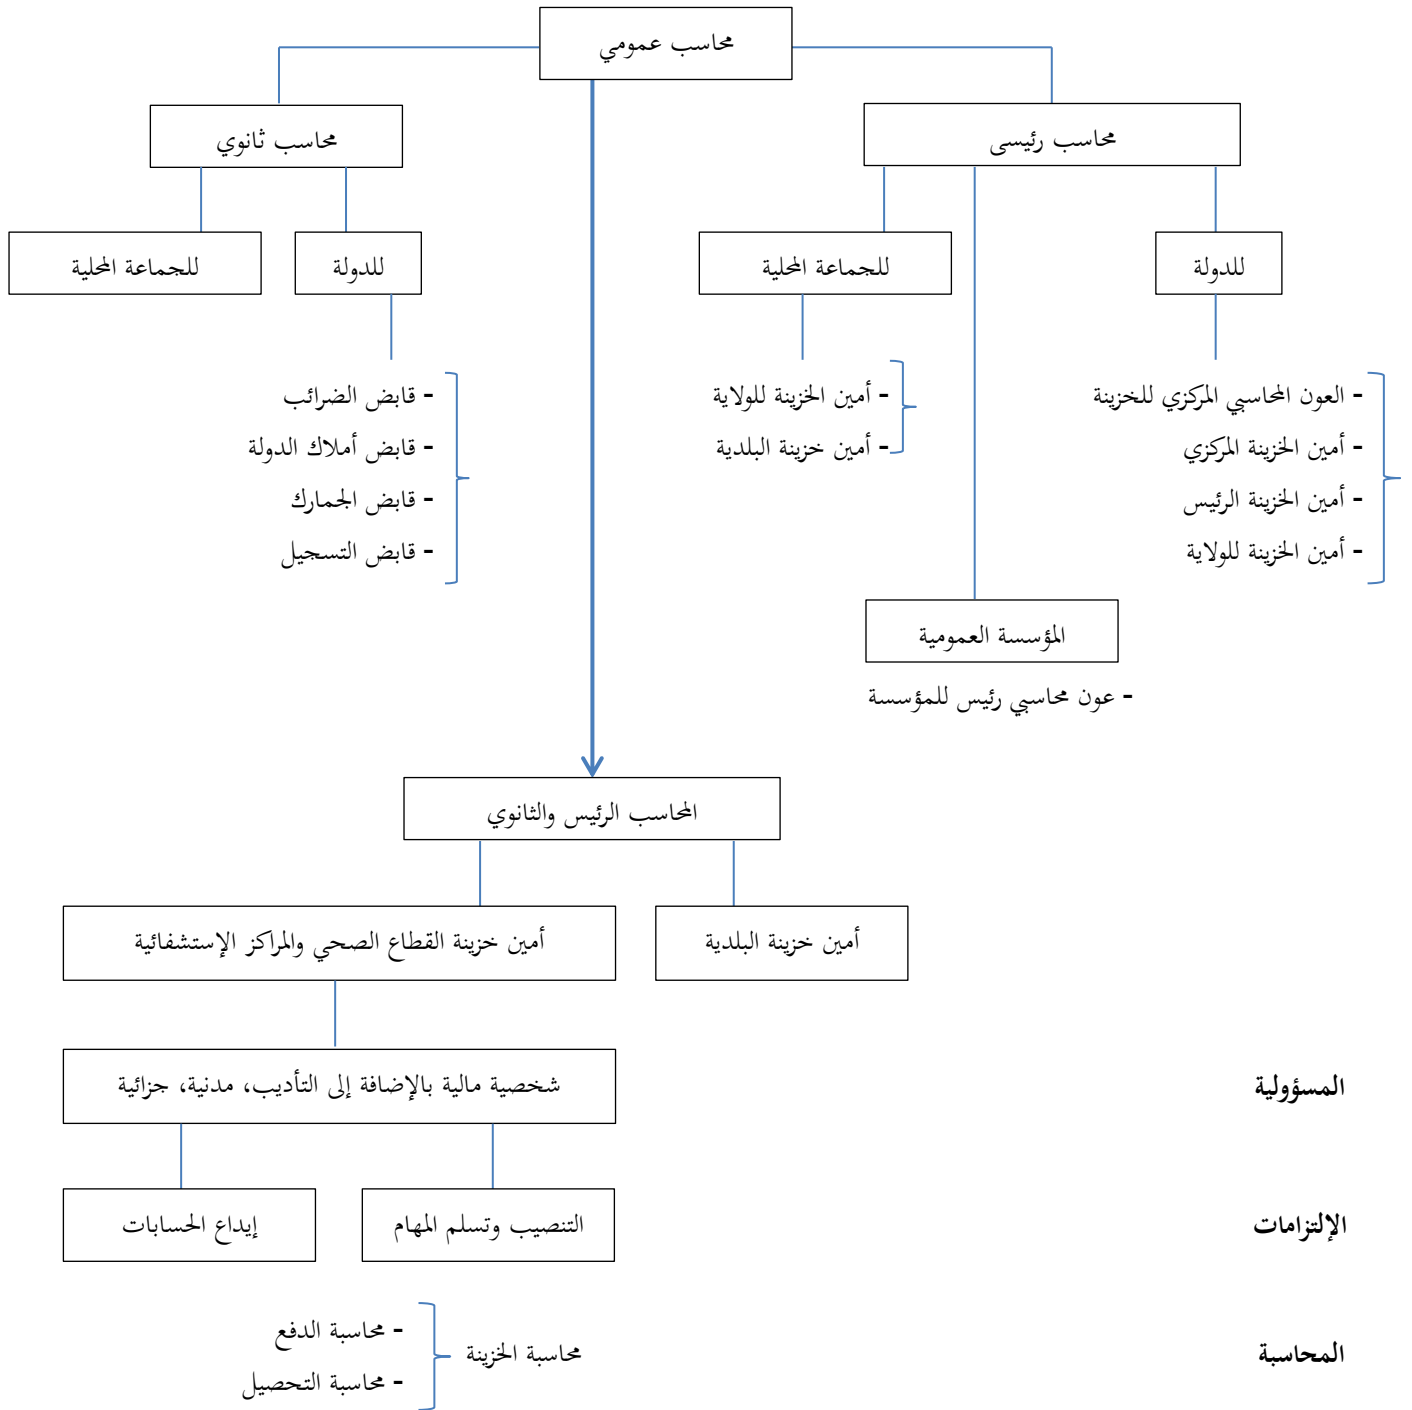 محاسب عمومي
محاسب رئيسى
محاسب ثانوي
للدولة
للجماعة المحلية
للدولة
للجماعة المحلية
- العون المحاسبي المركزي للخزينة
- أمين الخزينة المركزي
- أمين الخزينة الرئيس
- أمين الخزينة للولاية
- أمين الخزينة للولاية
- أمين خزينة البلدية
- قابض الضرائب
- قابض أملاك الدولة
- قابض الجمارك
- قابض التسجيل
المؤسسة العمومية
- عون محاسبي رئيس للمؤسسة
المحاسب الرئيس والثانوي
أمين خزينة البلدية
أمين خزينة القطاع الصحي والمراكز الإستشفائية
المسؤولية
شخصية مالية بالإضافة إلى التأديب، مدنية، جزائية
الإلتزامات
التنصيب وتسلم المهام
إيداع الحسابات
المحاسبة
محاسبة الخزينة
- محاسبة الدفع
- محاسبة التحصيل